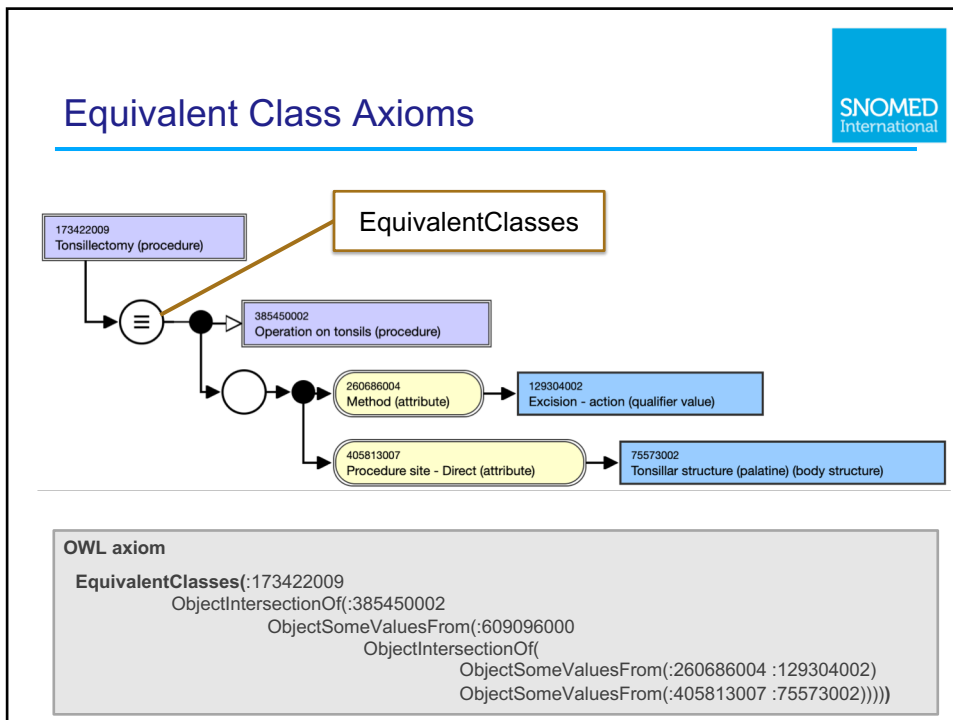 Equivalent Class Axioms
SNOMED
International
EquivalentClasses
173422009
Tonsillectomy (procedure)
385450002
Operation on tonsils (procedure)
260686004
Method (attribute)
129304002
Excision - action (qualifier value)
405813007
Procedure site - Direct (attribute)
75573002
Tonsillar structure (palatine) (body structure)
OWL axiom
EquivalentClasses(:173422009
ObjectIntersectionOf(:385450002
ObjectSomeValuesFrom(:609096000
ObjectIntersectionOf(
ObjectSomeValuesFrom(:260686004 :129304002)
ObjectSomeValuesFrom(:405813007 :75573002)))))